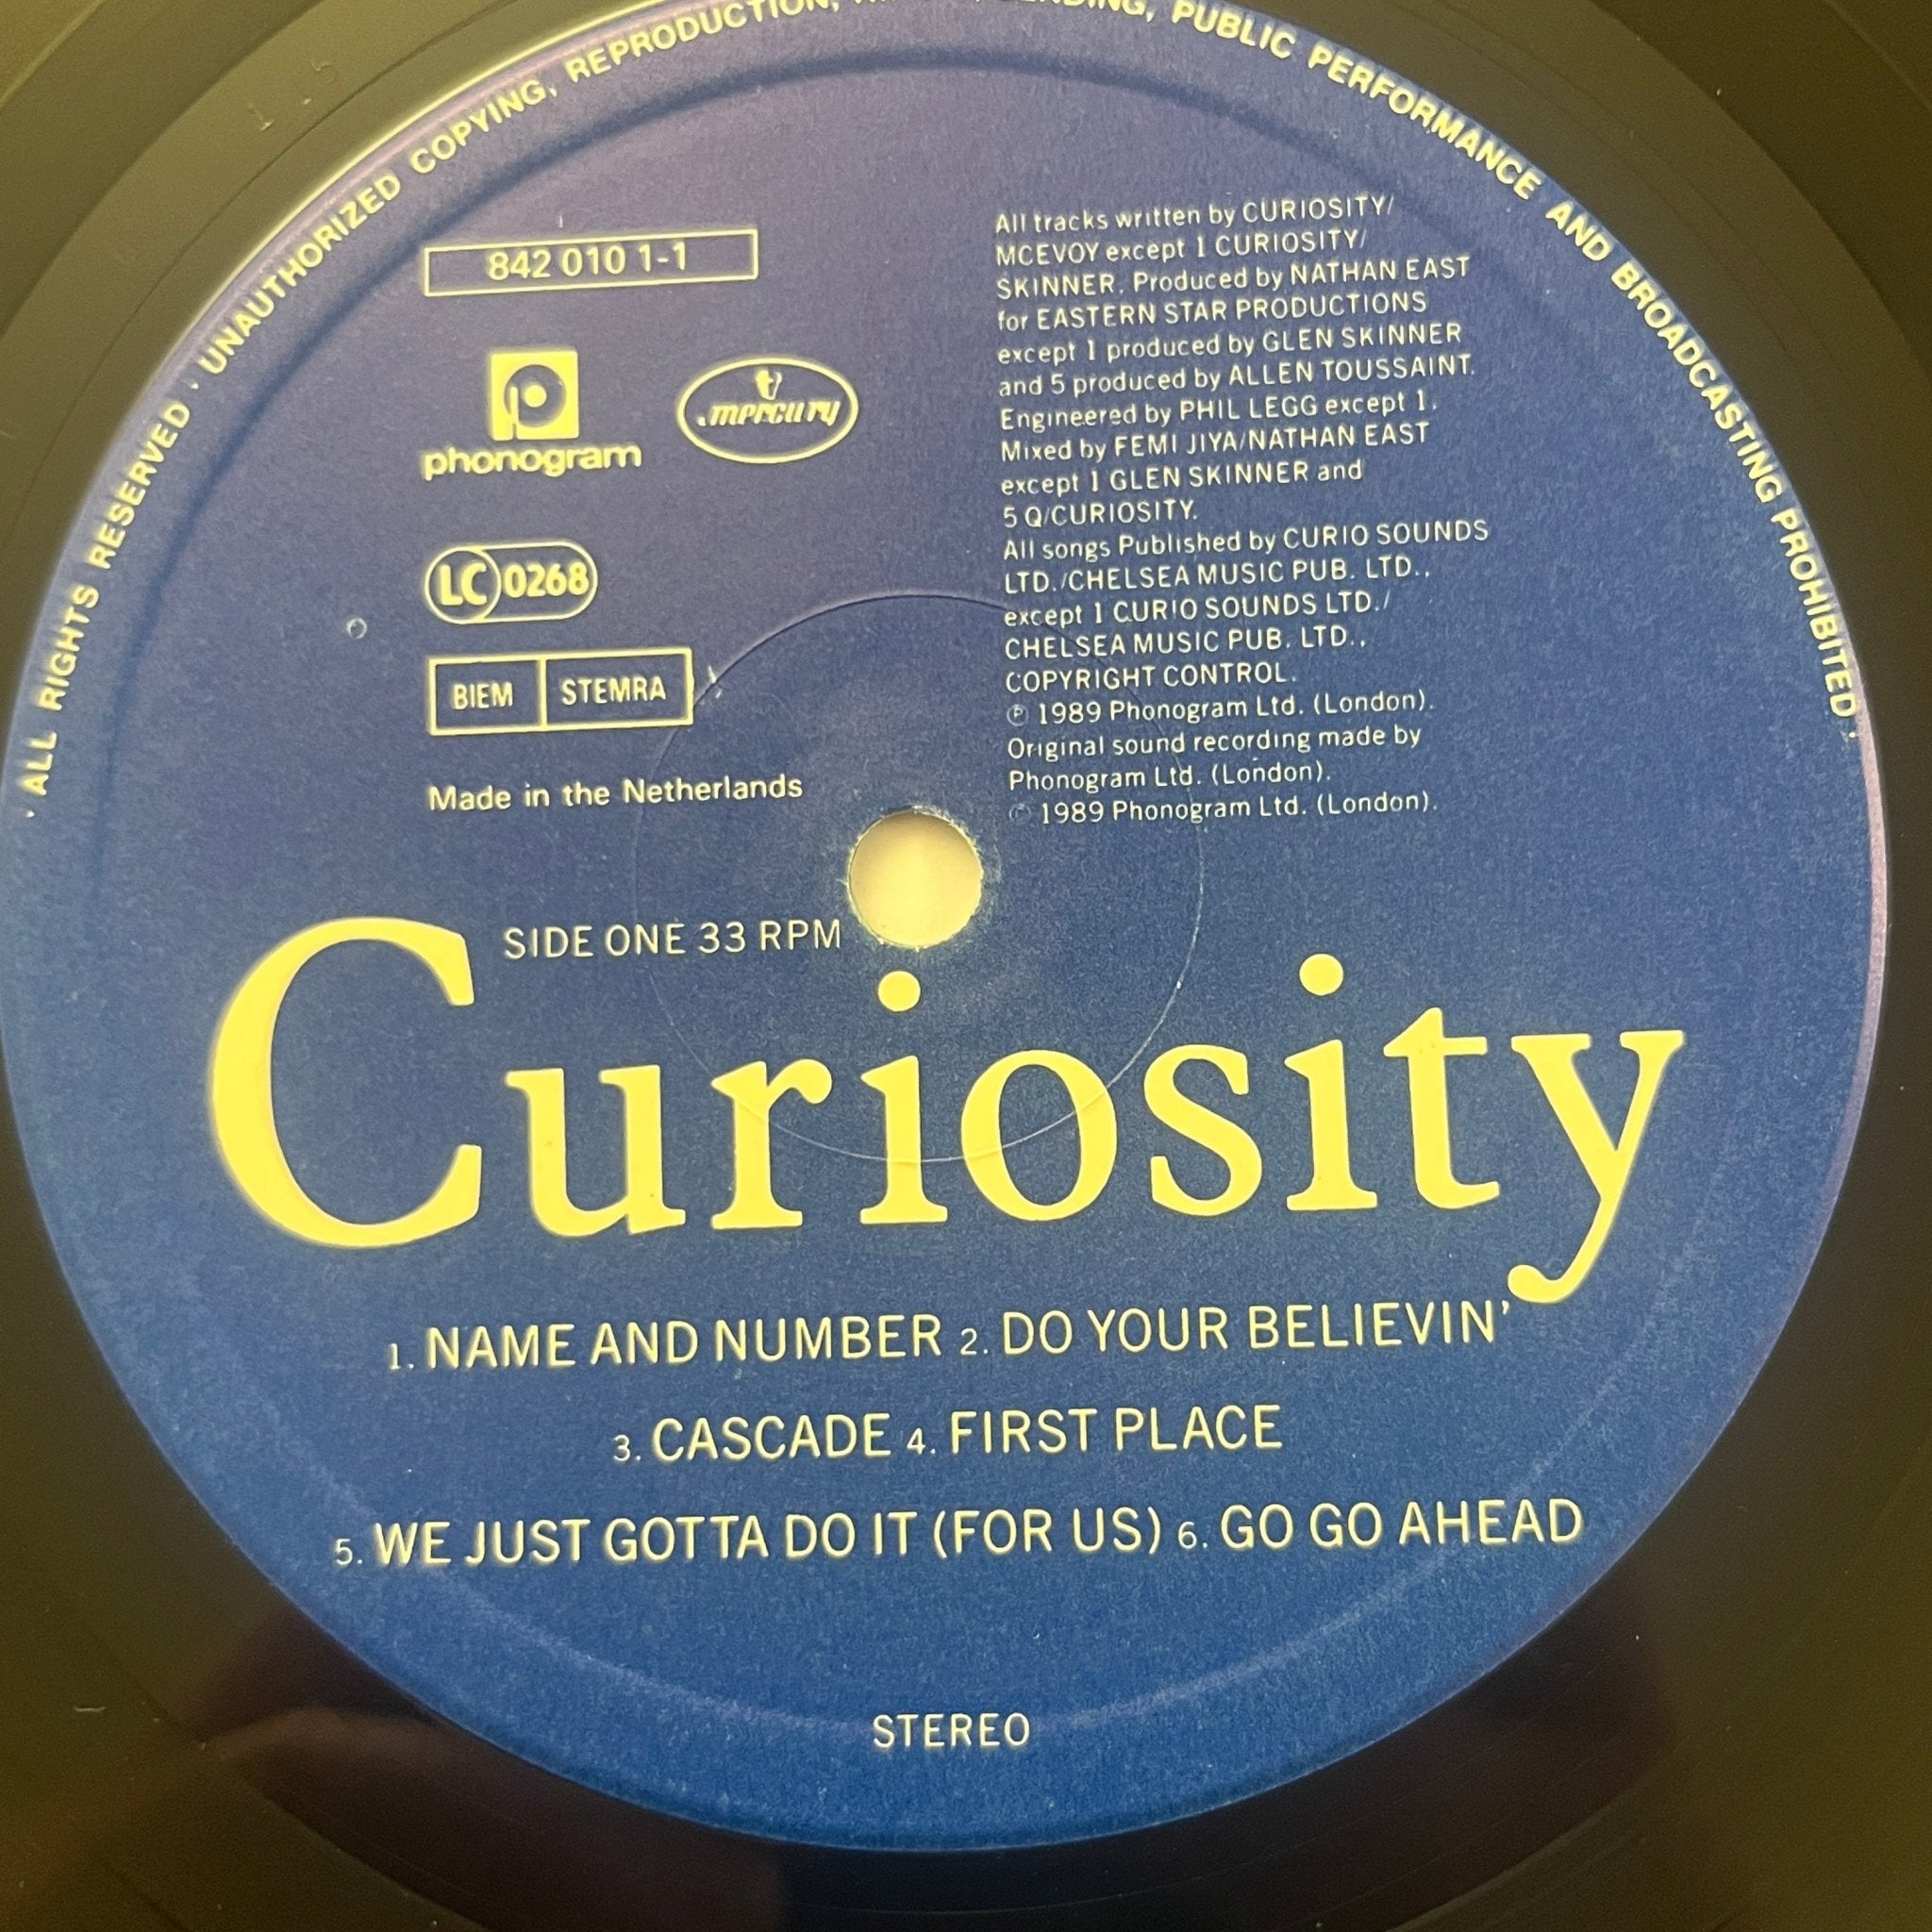 · ALL RIGHTS RESERVED · UNAUTHORIZED COPYING, REPRODUCTION, PUBLIC PERFORMANCE AND BROADCASTING PROHIBITED ·
842 010 1-1
phonogram
mercury
LC 0268
BIEM STEMRA
Made in the Netherlands
All tracks written by CURIOSITY/
MCEVOY except 1 CURIOSITY/
SKINNER. Produced by NATHAN EAST
for EASTERN STAR PRODUCTIONS
except 1 produced by GLEN SKINNER
and 5 produced by ALLEN TOUSSAINT.
Engineered by PHIL LEGG except 1.
Mixed by FEMI JIYA/NATHAN EAST
except 1 GLEN SKINNER and
5 Q/CURIOSITY.
All songs Published by CURIO SOUNDS
LTD./CHELSEA MUSIC PUB. LTD.,
except 1 CURIO SOUNDS LTD./
CHELSEA MUSIC PUB. LTD.,
COPYRIGHT CONTROL.
℗ 1989 Phonogram Ltd. (London).
Original sound recording made by
Phonogram Ltd. (London).
© 1989 Phonogram Ltd. (London).
SIDE ONE 33 RPM
Curiosity
1. NAME AND NUMBER 2. DO YOUR BELIEVIN'
3. CASCADE 4. FIRST PLACE
5. WE JUST GOTTA DO IT (FOR US) 6. GO GO AHEAD
STEREO